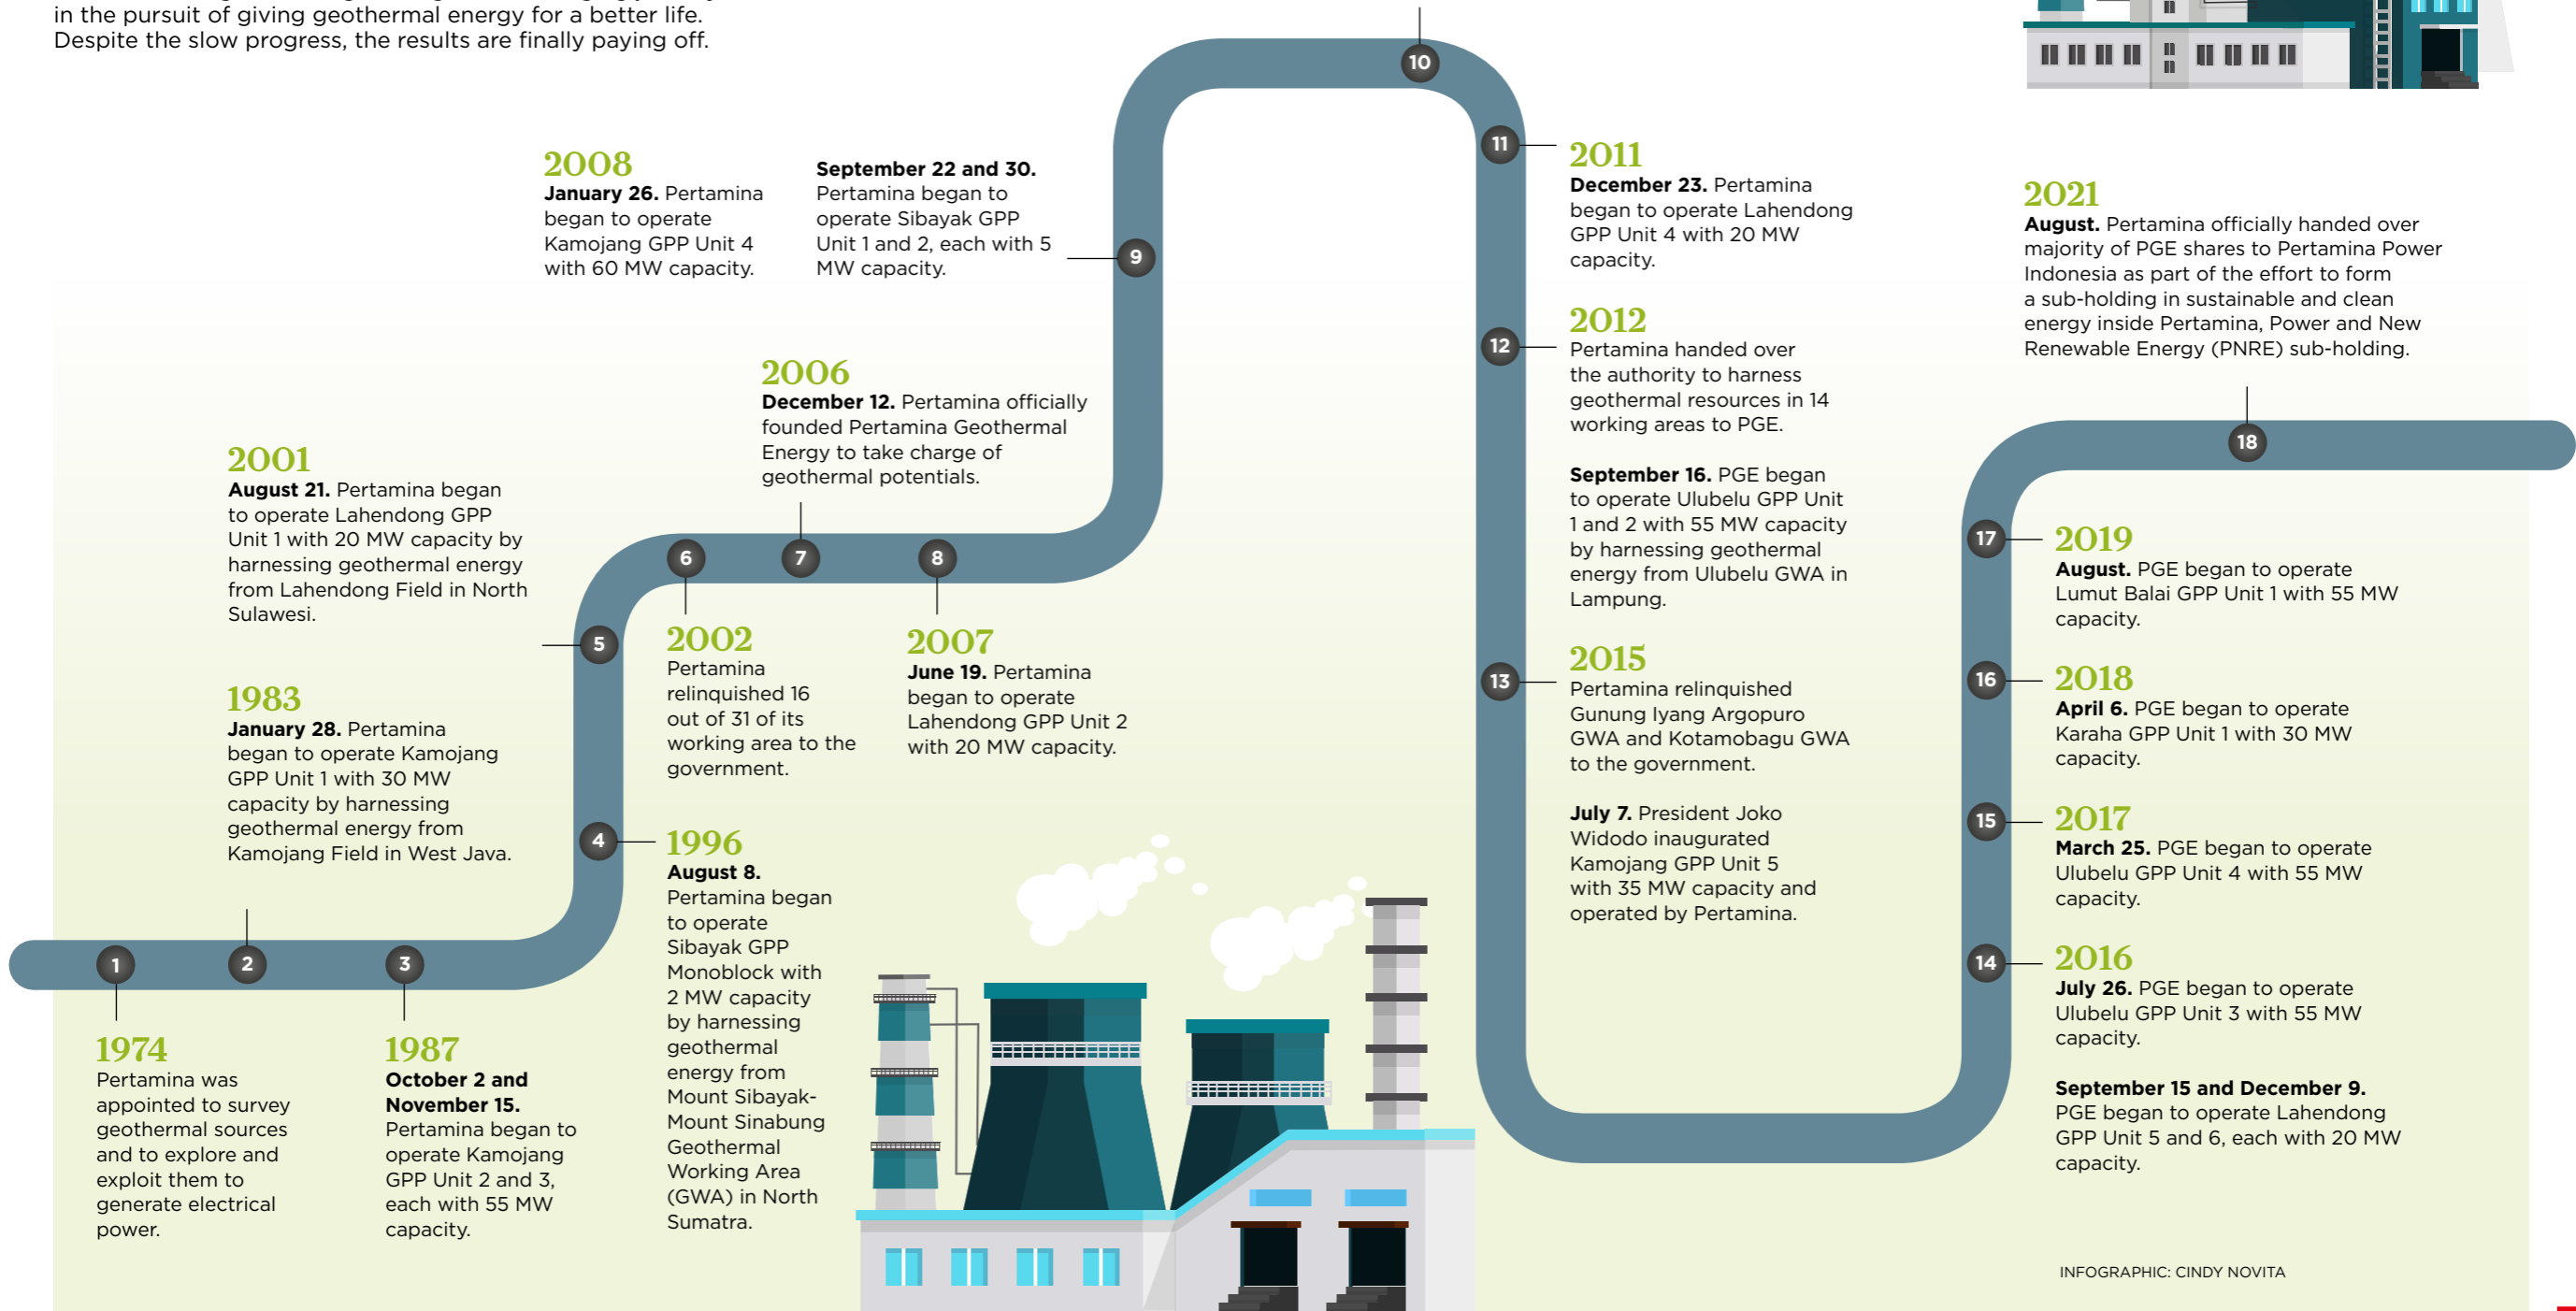 in the pursuit of giving geothermal energy for a better life.
Despite the slow progress, the results are finally paying off.
1
1974
Pertamina was
appointed to survey
geothermal sources
and to explore and
exploit them to
generate electrical
power.
2
1983
January 28. Pertamina
began to operate Kamojang
GPP Unit 1 with 30 MW
capacity by harnessing
geothermal energy from
Kamojang Field in West Java.
3
1987
October 2 and
November 15.
Pertamina began to
operate Kamojang
GPP Unit 2 and 3,
each with 55 MW
capacity.
4
1996
August 8.
Pertamina began
to operate
Sibayak GPP
Monoblock with
2 MW capacity
by harnessing
geothermal
energy from
Mount Sibayak-
Mount Sinabung
Geothermal
Working Area
(GWA) in North
Sumatra.
5
2001
August 21. Pertamina began
to operate Lahendong GPP
Unit 1 with 20 MW capacity by
harnessing geothermal energy
from Lahendong Field in North
Sulawesi.
6
2002
Pertamina
relinquished 16
out of 31 of its
working area to the
government.
7
2006
December 12. Pertamina officially
founded Pertamina Geothermal
Energy to take charge of
geothermal potentials.
8
2007
June 19. Pertamina
began to operate
Lahendong GPP Unit 2
with 20 MW capacity.
9
2008
January 26. Pertamina
began to operate
Kamojang GPP Unit 4
with 60 MW capacity.
September 22 and 30.
Pertamina began to
operate Sibayak GPP
Unit 1 and 2, each with 5
MW capacity.
10
11
2011
December 23. Pertamina
began to operate Lahendong
GPP Unit 4 with 20 MW
capacity.
12
2012
Pertamina handed over
the authority to harness
geothermal resources in 14
working areas to PGE.
September 16. PGE began
to operate Ulubelu GPP Unit
1 and 2 with 55 MW capacity
by harnessing geothermal
energy from Ulubelu GWA in
Lampung.
13
2015
Pertamina relinquished
Gunung Iyang Argopuro
GWA and Kotamobagu GWA
to the government.
July 7. President Joko
Widodo inaugurated
Kamojang GPP Unit 5
with 35 MW capacity and
operated by Pertamina.
14
2016
July 26. PGE began to operate
Ulubelu GPP Unit 3 with 55 MW
capacity.
September 15 and December 9.
PGE began to operate Lahendong
GPP Unit 5 and 6, each with 20 MW
capacity.
15
2017
March 25. PGE began to operate
Ulubelu GPP Unit 4 with 55 MW
capacity.
16
2018
April 6. PGE began to operate
Karaha GPP Unit 1 with 30 MW
capacity.
17
2019
August. PGE began to operate
Lumut Balai GPP Unit 1 with 55 MW
capacity.
18
2021
August. Pertamina officially handed over
majority of PGE shares to Pertamina Power
Indonesia as part of the effort to form
a sub-holding in sustainable and clean
energy inside Pertamina, Power and New
Renewable Energy (PNRE) sub-holding.
INFOGRAPHIC: CINDY NOVITA